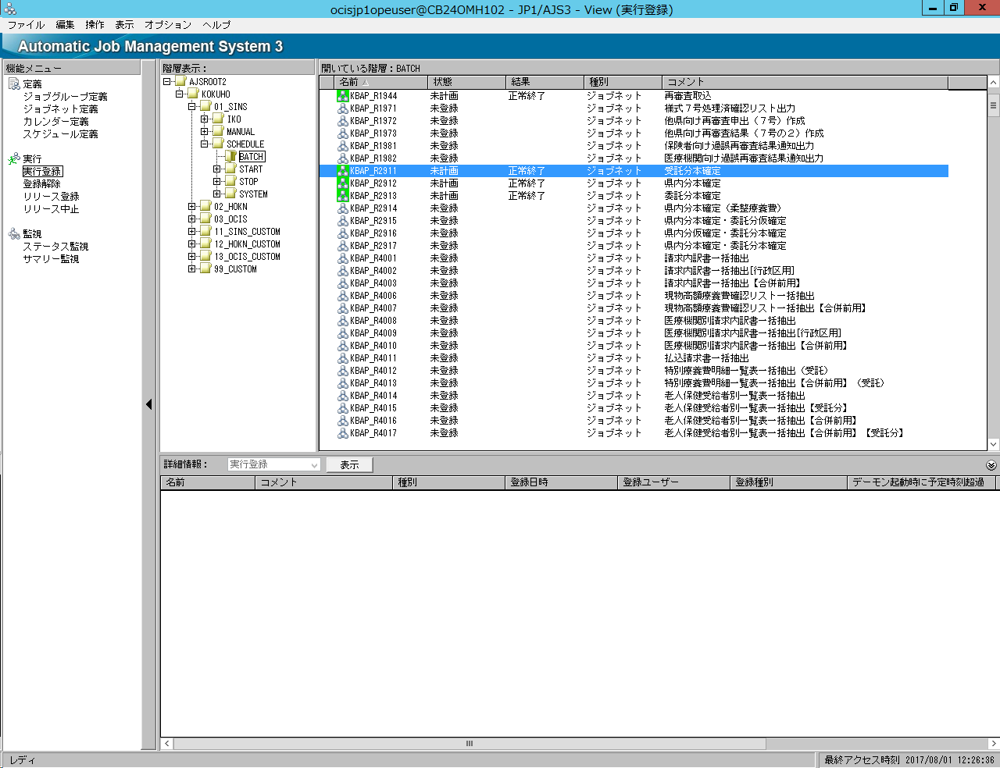 ocisjp1opeuser@CB24OMH102 - JP1/AJS3 - View (実行登録)
ファイル 編集 操作 表示 オプション ヘルプ
Automatic Job Management System 3
機能メニュー
定義
ジョブグループ定義
ジョブネット定義
カレンダー定義
スケジュール定義
実行
実行登録
登録解除
リリース登録
リリース中止
監視
ステータス監視
サマリー監視
階層表示：
AJSROOT2
KOKUHO
01_SINS
IKO
MANUAL
SCHEDULE
BATCH
START
STOP
SYSTEM
02_HOKN
03_OCIS
11_SINS_CUSTOM
12_HOKN_CUSTOM
13_OCIS_CUSTOM
99_CUSTOM
開いている階層：BATCH
名前 状態 結果 種別 コメント
KBAP_R1944 未計画 正常終了 ジョブネット 再審査取込
KBAP_R1971 未登録 ジョブネット 様式７号処理済確認リスト出力
KBAP_R1972 未登録 ジョブネット 他県向け再審査申出（７号）作成
KBAP_R1973 未登録 ジョブネット 他県向け再審査結果（７号の２）作成
KBAP_R1981 未登録 ジョブネット 保険者向け過誤再審査結果通知出力
KBAP_R1982 未登録 ジョブネット 医療機関向け過誤再審査結果通知出力
KBAP_R2911 未計画 正常終了 ジョブネット 受託分本確定
KBAP_R2912 未計画 正常終了 ジョブネット 県内分本確定
KBAP_R2913 未計画 正常終了 ジョブネット 委託分本確定
KBAP_R2914 未登録 ジョブネット 県内分本確定（柔整療養費）
KBAP_R2915 未登録 ジョブネット 県内分本確定・委託分仮確定
KBAP_R2916 未登録 ジョブネット 県内分仮確定・委託分本確定
KBAP_R2917 未登録 ジョブネット 県内分本確定・委託分本確定
KBAP_R4001 未登録 ジョブネット 請求内訳書一括抽出
KBAP_R4002 未登録 ジョブネット 請求内訳書一括抽出[行政区用]
KBAP_R4003 未登録 ジョブネット 請求内訳書一括抽出【合併前用】
KBAP_R4006 未登録 ジョブネット 現物高額療養費確認リスト一括抽出
KBAP_R4007 未登録 ジョブネット 現物高額療養費確認リスト一括抽出【合併前用】
KBAP_R4008 未登録 ジョブネット 医療機関別請求内訳書一括抽出
KBAP_R4009 未登録 ジョブネット 医療機関別請求内訳書一括抽出[行政区用]
KBAP_R4010 未登録 ジョブネット 医療機関別請求内訳書一括抽出【合併前用】
KBAP_R4011 未登録 ジョブネット 払込請求書一括抽出
KBAP_R4012 未登録 ジョブネット 特別療養費明細一覧表一括抽出（受託）
KBAP_R4013 未登録 ジョブネット 特別療養費明細一覧表一括抽出【合併前用】（受託）
KBAP_R4014 未登録 ジョブネット 老人保健受給者別一覧表一括抽出
KBAP_R4015 未登録 ジョブネット 老人保健受給者別一覧表一括抽出【受託分】
KBAP_R4016 未登録 ジョブネット 老人保健受給者別一覧表一括抽出【合併前用】
KBAP_R4017 未登録 ジョブネット 老人保健受給者別一覧表一括抽出【合併前用】【受託分】
詳細情報： 実行登録 表示
名前 コメント 種別 登録日時 登録ユーザー 登録種別 デーモン起動時に予定時刻超過
レディ 最終アクセス時刻 2017/08/01 12:26:36